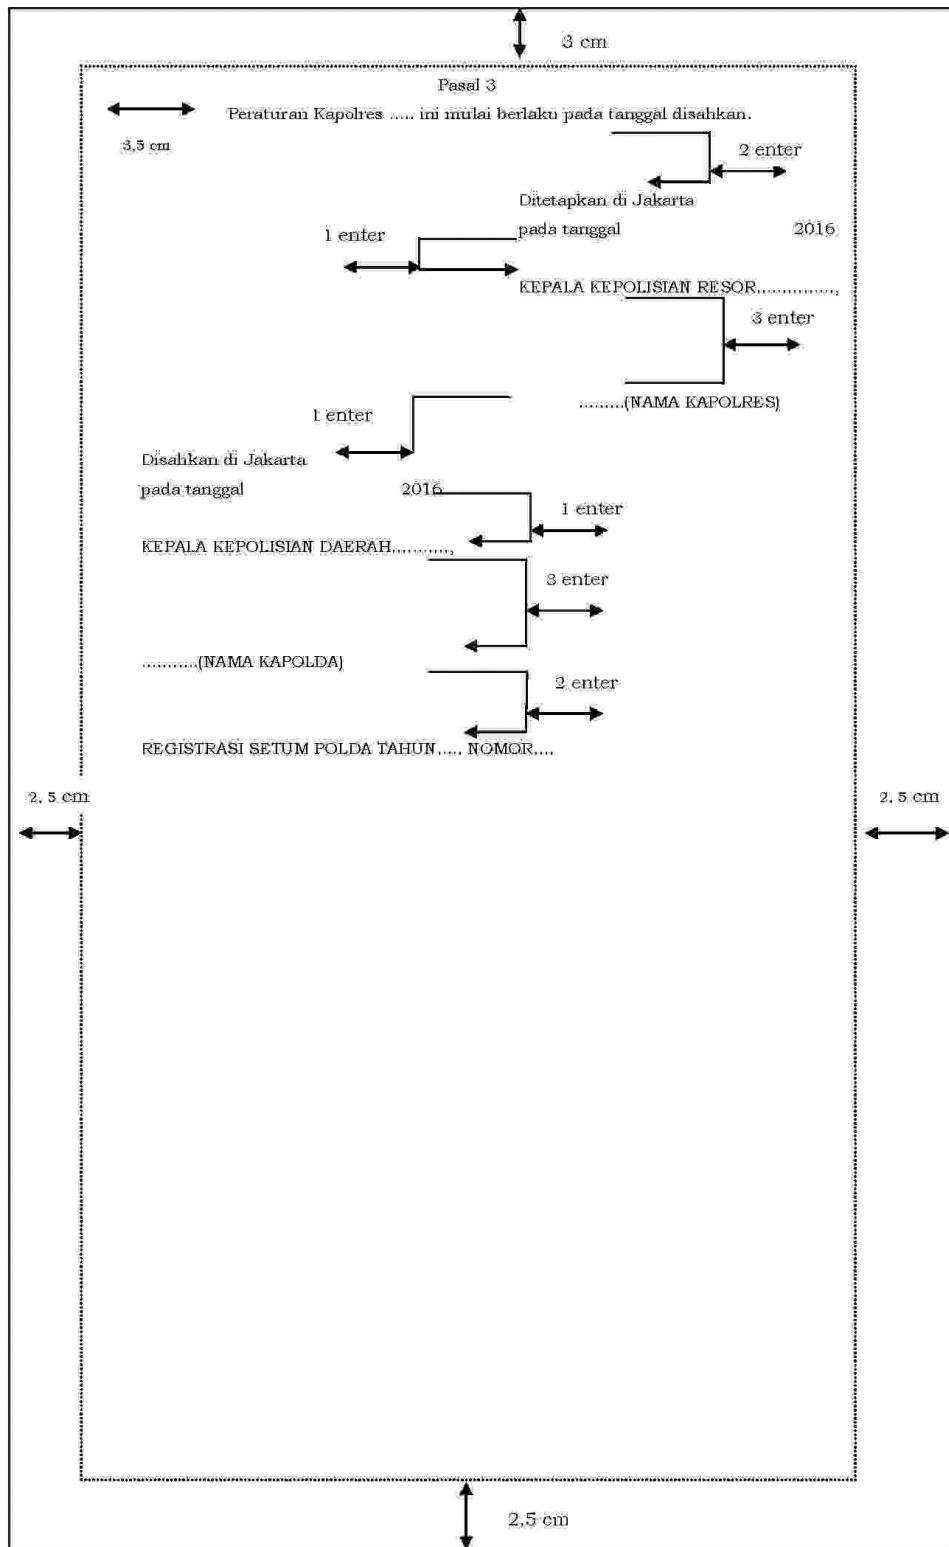 3 cm
Pasal 3
Peraturan Kapolres ..... ini mulai berlaku pada tanggal disahkan.
3,5 cm
2 enter
Ditetapkan di Jakarta
pada tanggal 2016
1 enter
KEPALA KEPOLISIAN RESOR...............,
3 enter
.........(NAMA KAPOLRES)
1 enter
Disahkan di Jakarta
pada tanggal 2016
1 enter
KEPALA KEPOLISIAN DAERAH...........,
3 enter
...........(NAMA KAPOLDA)
2 enter
REGISTRASI SETUM POLDA TAHUN..... NOMOR....
2, 5 cm
2, 5 cm
2,5 cm